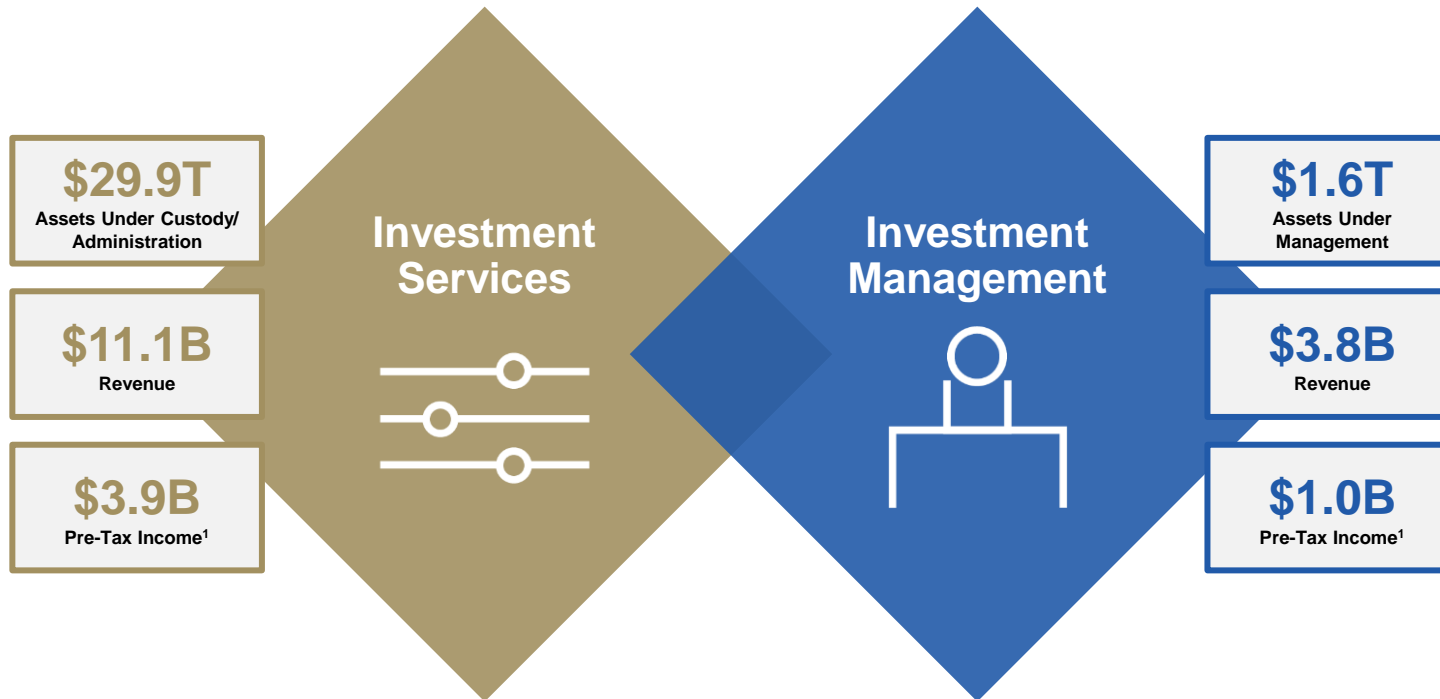 $29.9T
Assets Under Custody/
Administration
$11.1B
Revenue
$3.9B
Pre-Tax Income¹
Investment
Services
Investment
Management
$1.6T
Assets Under
Management
$3.8B
Revenue
$1.0B
Pre-Tax Income¹